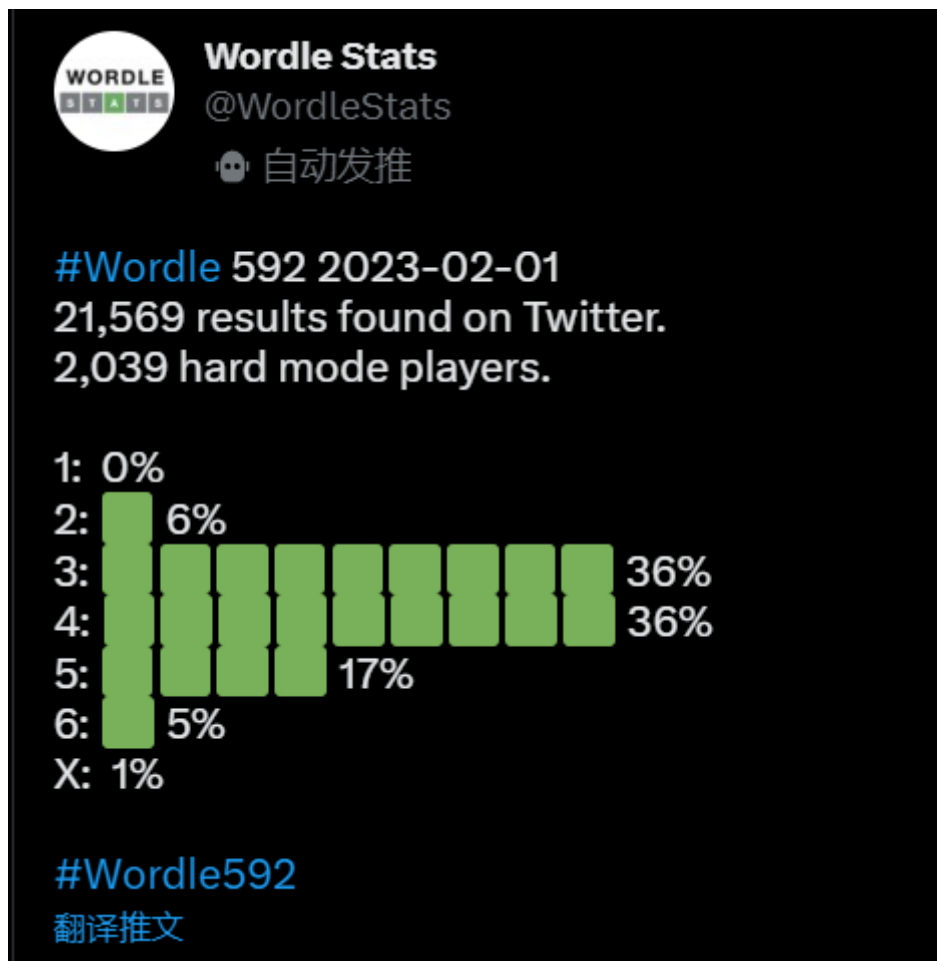 WORDLE
STATS
Wordle Stats
@WordleStats
自动发推
#Wordle 592 2023-02-01
21,569 results found on Twitter.
2,039 hard mode players.
1: 0%
2: 6%
3: 36%
4: 36%
5: 17%
6: 5%
X: 1%
#Wordle592
翻译推文